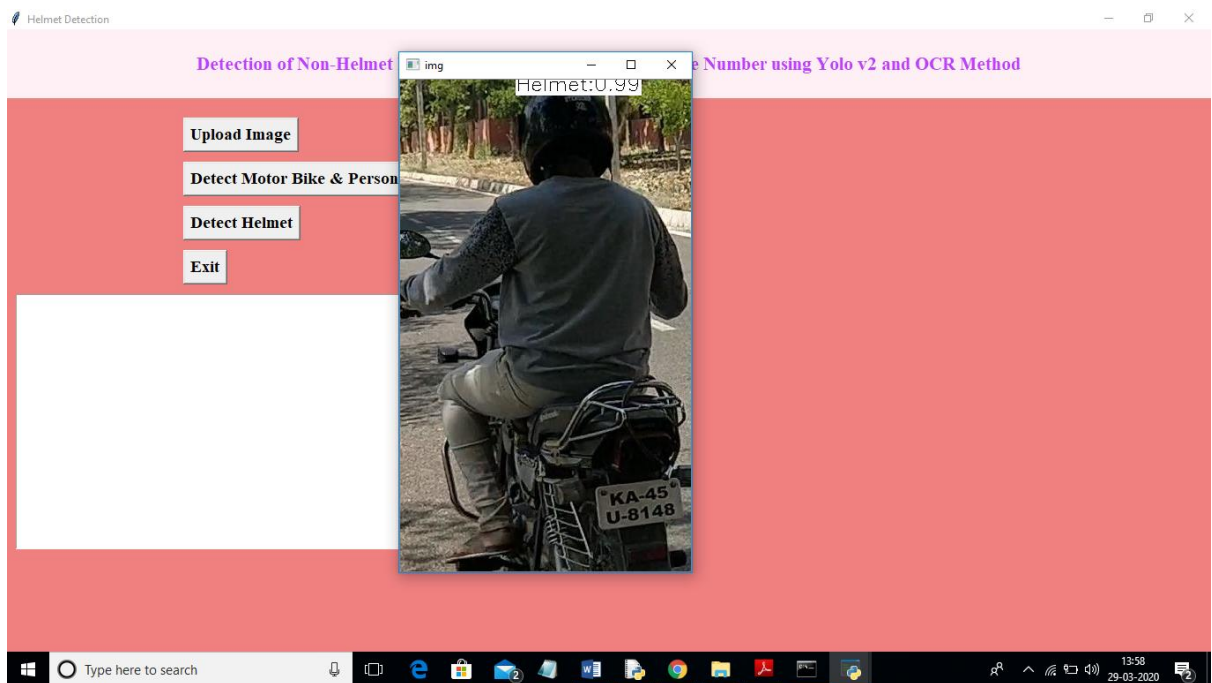 Helmet Detection
Detection of Non-Helmet
e Number using Yolo v2 and OCR Method
img
Helmet:0.99
Upload Image
Detect Motor Bike & Person
Detect Helmet
Exit
KA-45
U-8148
Type here to search
2
13:58
29-03-2020
2